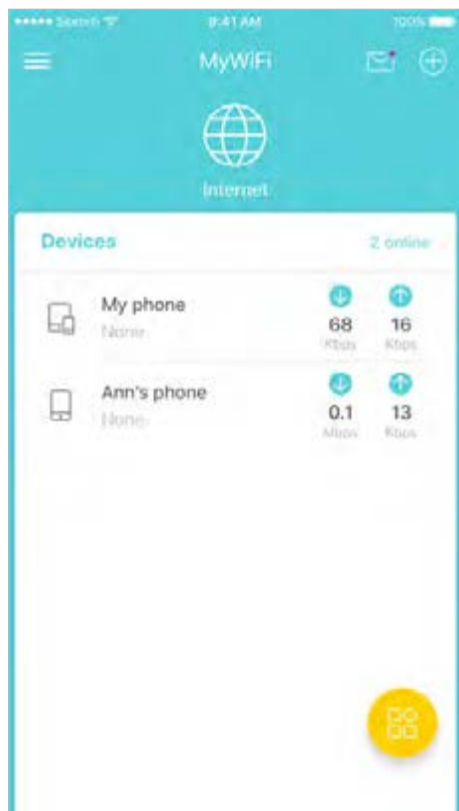 9:41 AM 100%
MyWiFi
Internet
Devices 2 online
My phone
None
68 16
Kbps Kbps
Ann's phone
None
0.1 13
Mbps Kbps